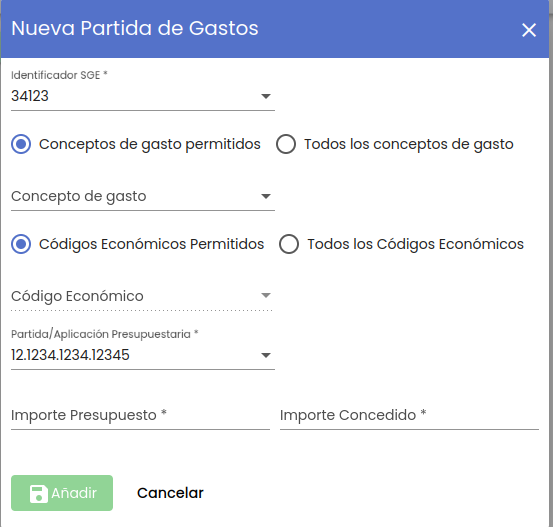 Nueva Partida de Gastos
Identificador SGE *
34123
Conceptos de gasto permitidos Todos los conceptos de gasto
Concepto de gasto
Códigos Económicos Permitidos Todos los Códigos Económicos
Código Económico
Partida/Aplicación Presupuestaria *
12.1234.1234.12345
Importe Presupuesto * Importe Concedido *
Añadir Cancelar